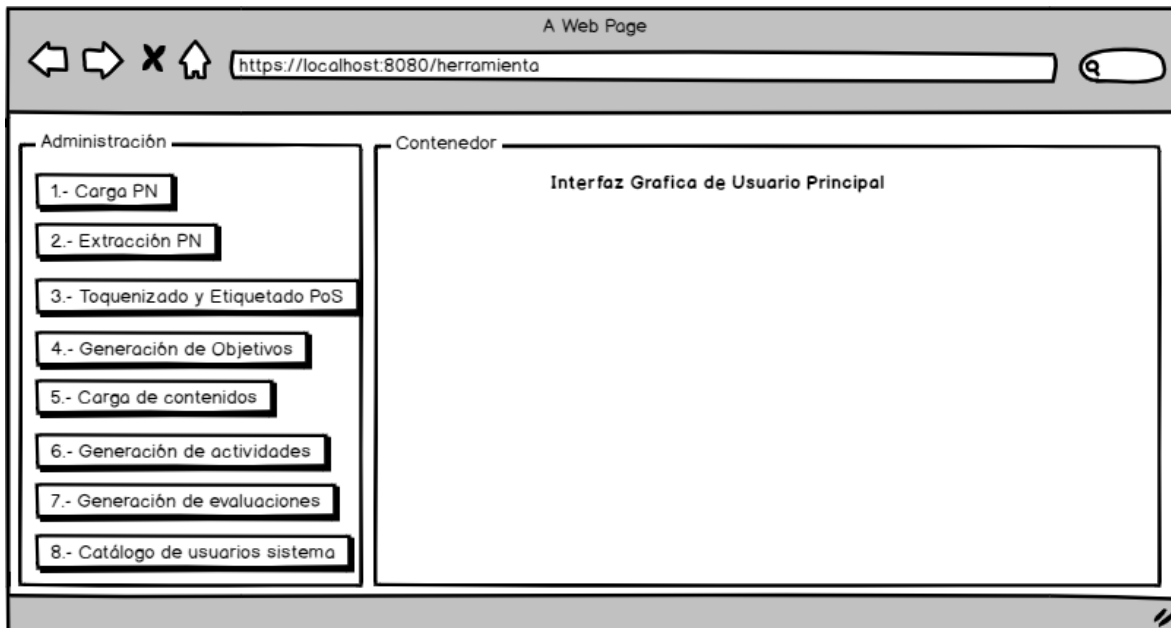 A Web Page
https://localhost:8080/herramienta
Administración
1.- Carga PN
2.- Extracción PN
3.- Toquenizado y Etiquetado PoS
4.- Generación de Objetivos
5.- Carga de contenidos
6.- Generación de actividades
7.- Generación de evaluaciones
8.- Catálogo de usuarios sistema
Contenedor
Interfaz Grafica de Usuario Principal